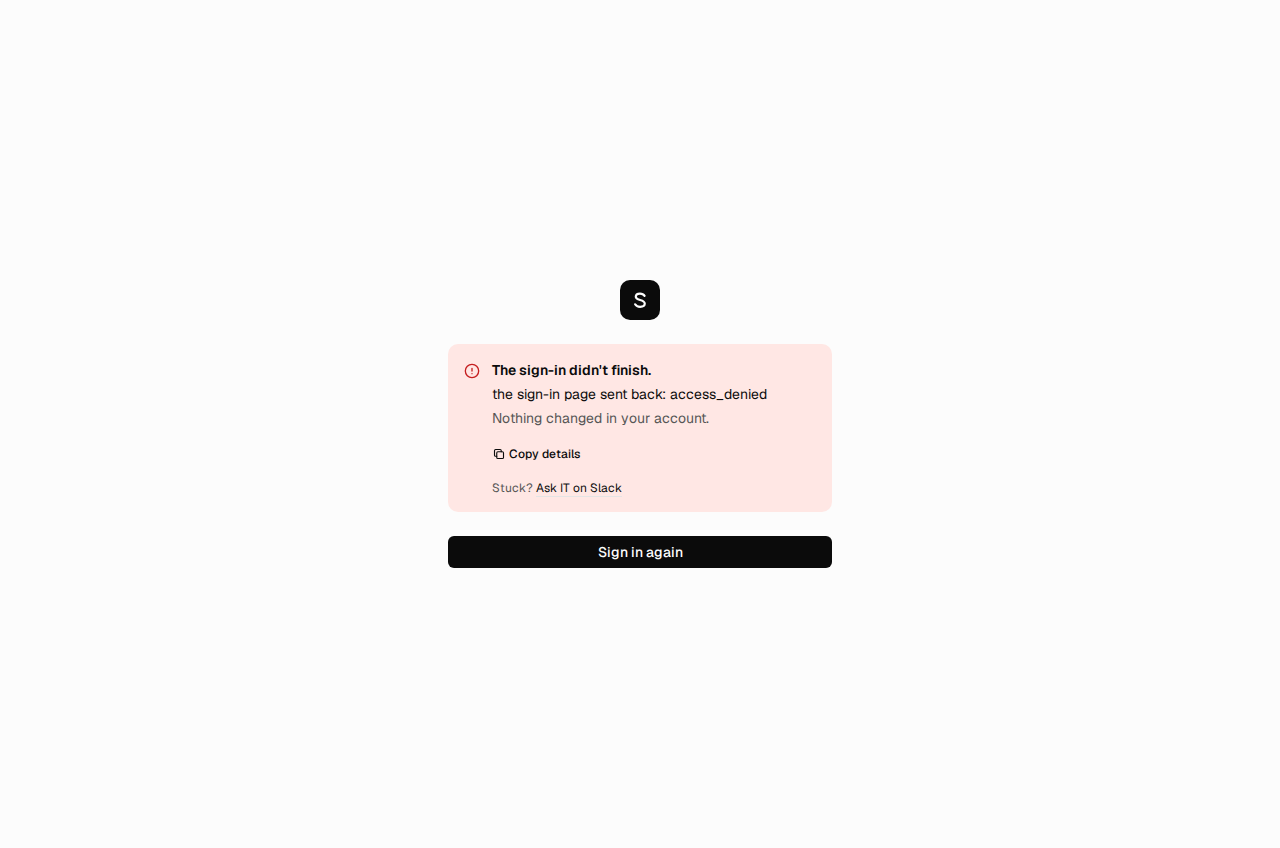 S
The sign-in didn't finish.
the sign-in page sent back: access_denied
Nothing changed in your account.
Copy details
Stuck? Ask IT on Slack
Sign in again